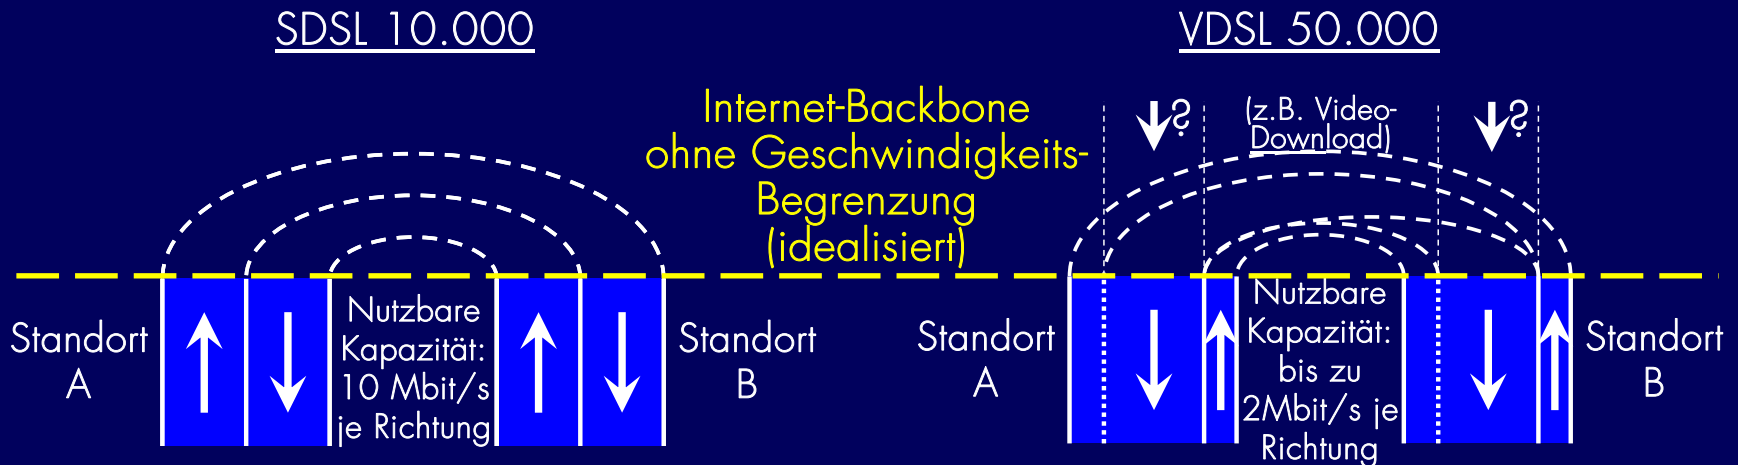 SDSL 10.000
VDSL 50.000
Internet-Backbone
ohne Geschwindigkeits-
Begrenzung
(idealisiert)
?
(z.B. Video-
Download)
?
Standort
A
Nutzbare
Kapazität:
10 Mbit/s
je Richtung
Standort
B
Standort
A
Nutzbare
Kapazität:
bis zu
2Mbit/s je
Richtung
Standort
B